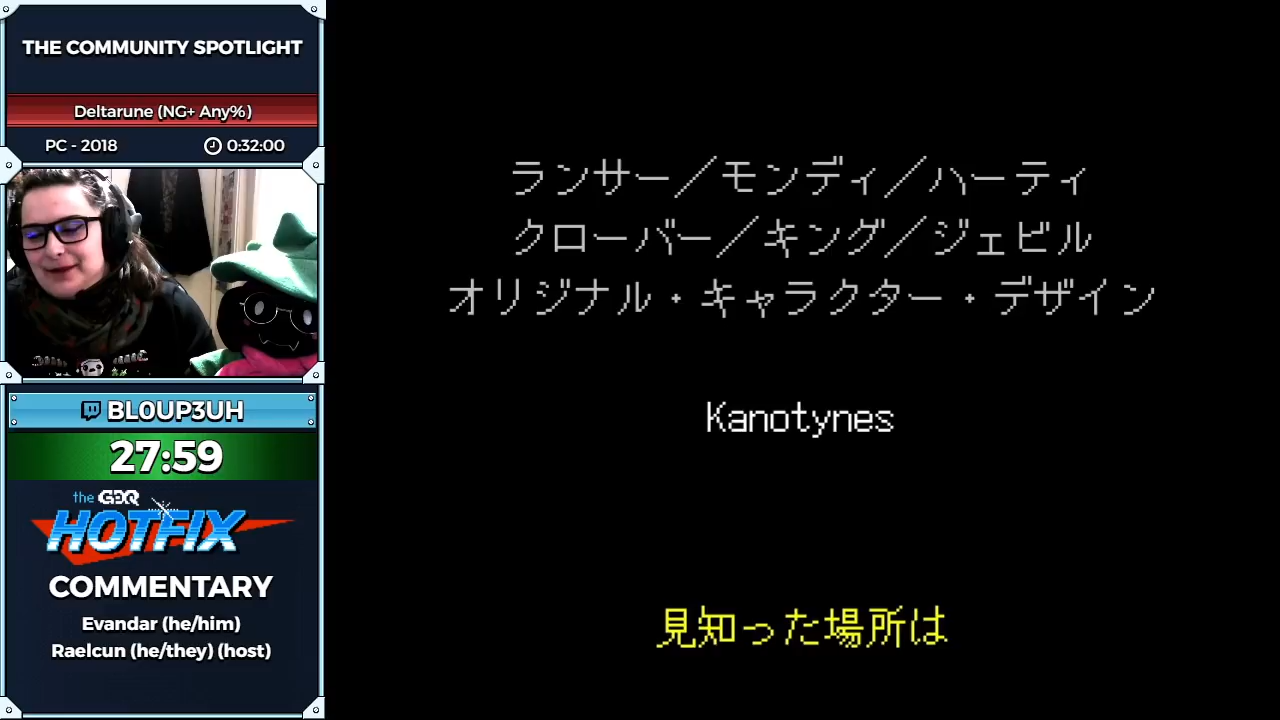 THE COMMUNITY SPOTLIGHT
Deltarune (NG+ Any%)
PC - 2018
0:32:00
BL0UP3UH
27:59
the GDQ
HOTFIX
COMMENTARY
Evandar (he/him)
Raelcun (he/they) (host)
ランサー／モンディ／ハーティ
クローバー／キング／ジェビル
オリジナル・キャラクター・デザイン
Kanotynes
見知った場所は